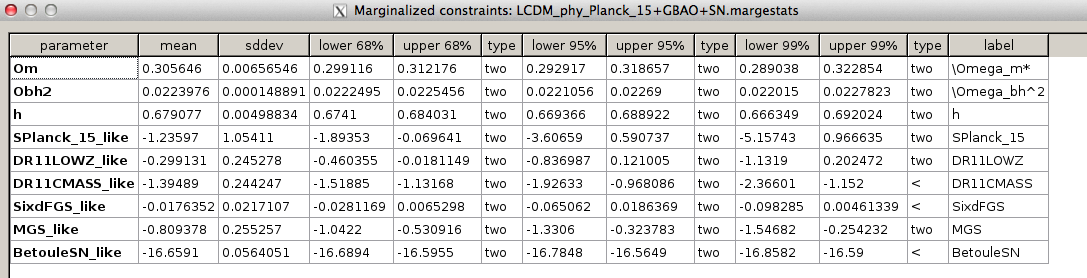 Marginalized constraints: LCDM_phy_Planck_15+GBAO+SN.margestats
parameter mean sddev lower 68% upper 68% type lower 95% upper 95% type lower 99% upper 99% type label
Om 0.305646 0.00656546 0.299116 0.312176 two 0.292917 0.318657 two 0.289038 0.322854 two \Omega_m*
Obh2 0.0223976 0.000148891 0.0222495 0.0225456 two 0.0221056 0.02269 two 0.022015 0.0227823 two \Omega_bh^2
h 0.679077 0.00498834 0.6741 0.684031 two 0.669366 0.688922 two 0.666349 0.692024 two h
SPlanck_15_like -1.23597 1.05411 -1.89353 -0.069641 two -3.60659 0.590737 two -5.15743 0.966635 two SPlanck_15
DR11LOWZ_like -0.299131 0.245278 -0.460355 -0.0181149 two -0.836987 0.121005 two -1.1319 0.202472 two DR11LOWZ
DR11CMASS_like -1.39489 0.244247 -1.51885 -1.13168 two -1.92633 -0.968086 two -2.36601 -1.152 < DR11CMASS
SixdFGS_like -0.0176352 0.0217107 -0.0281169 0.0065298 two -0.065062 0.0186369 two -0.098285 0.00461339 < SixdFGS
MGS_like -0.809378 0.255257 -1.0422 -0.530916 two -1.3306 -0.323783 two -1.54682 -0.254232 two MGS
BetouleSN_like -16.6591 0.0564051 -16.6894 -16.5955 two -16.7848 -16.5649 two -16.8582 -16.59 < BetouleSN